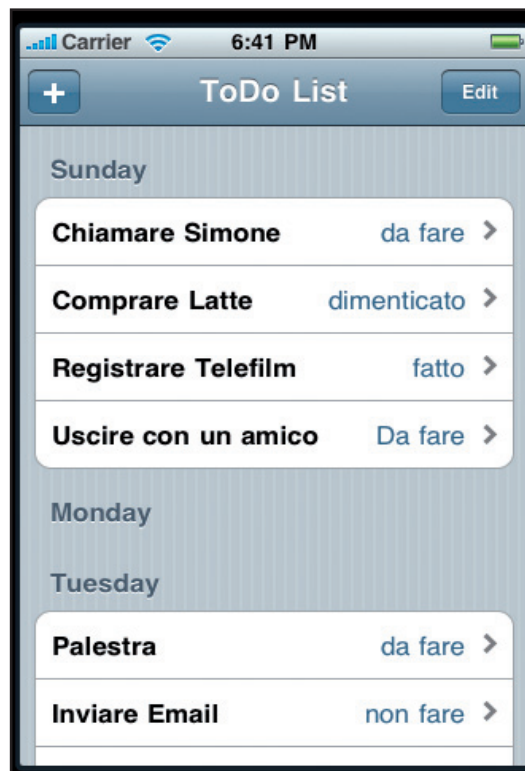 Carrier 6:41 PM
+ ToDo List Edit
Sunday
Chiamare Simone da fare
Comprare Latte dimenticato
Registrare Telefilm fatto
Uscire con un amico Da fare
Monday
Tuesday
Palestra da fare
Inviare Email non fare